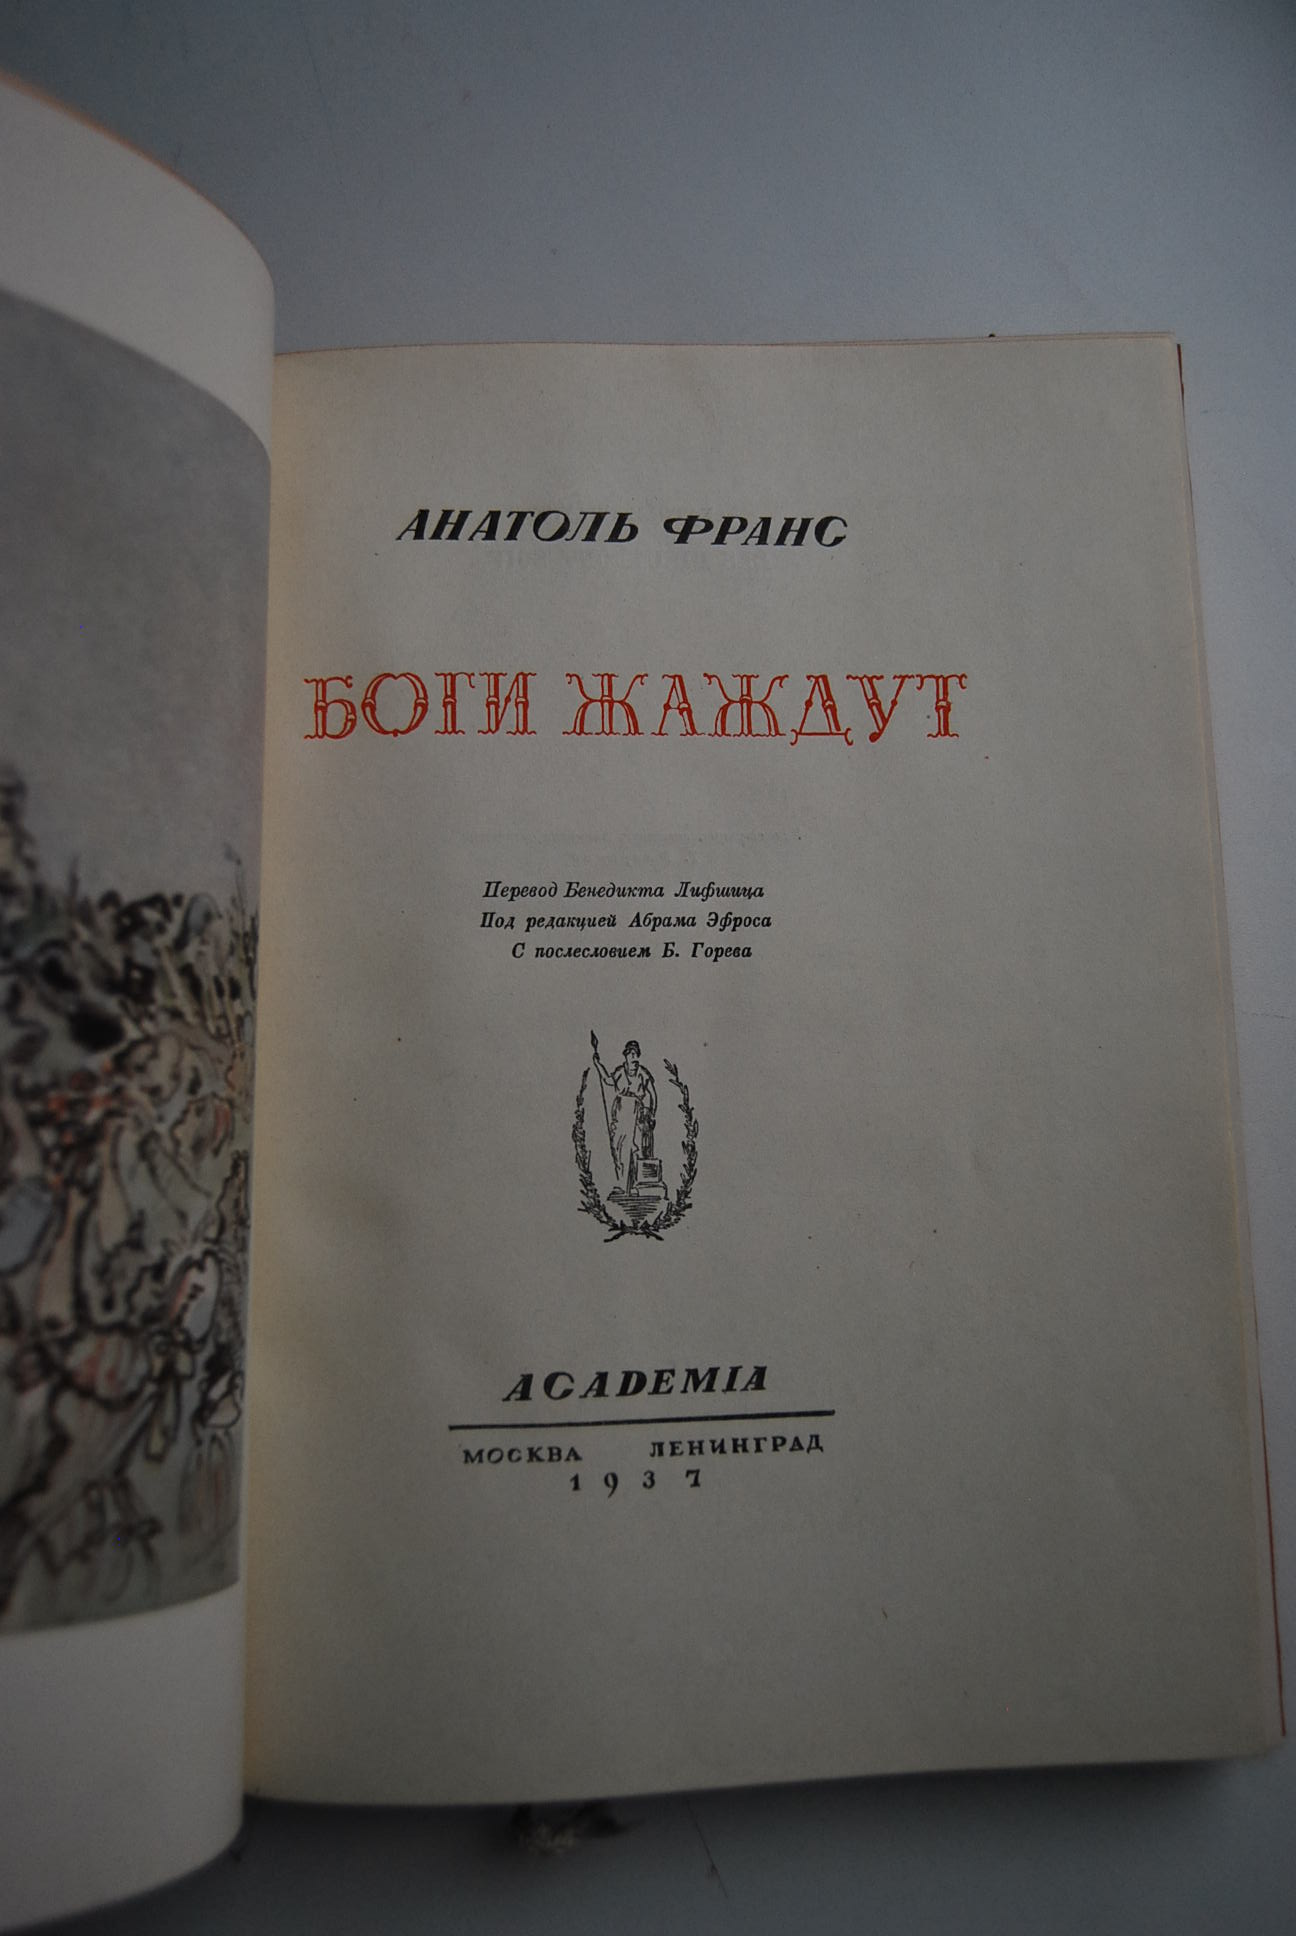 АНАТОЛЬ ФРАНС
БОГИ ЖАЖДУТ
Перевод Бенедикта Лифшица
Под редакцией Абрама Эфроса
С послесловием Б. Горева
ACADEMIA
МОСКВА ЛЕНИНГРАД
1937